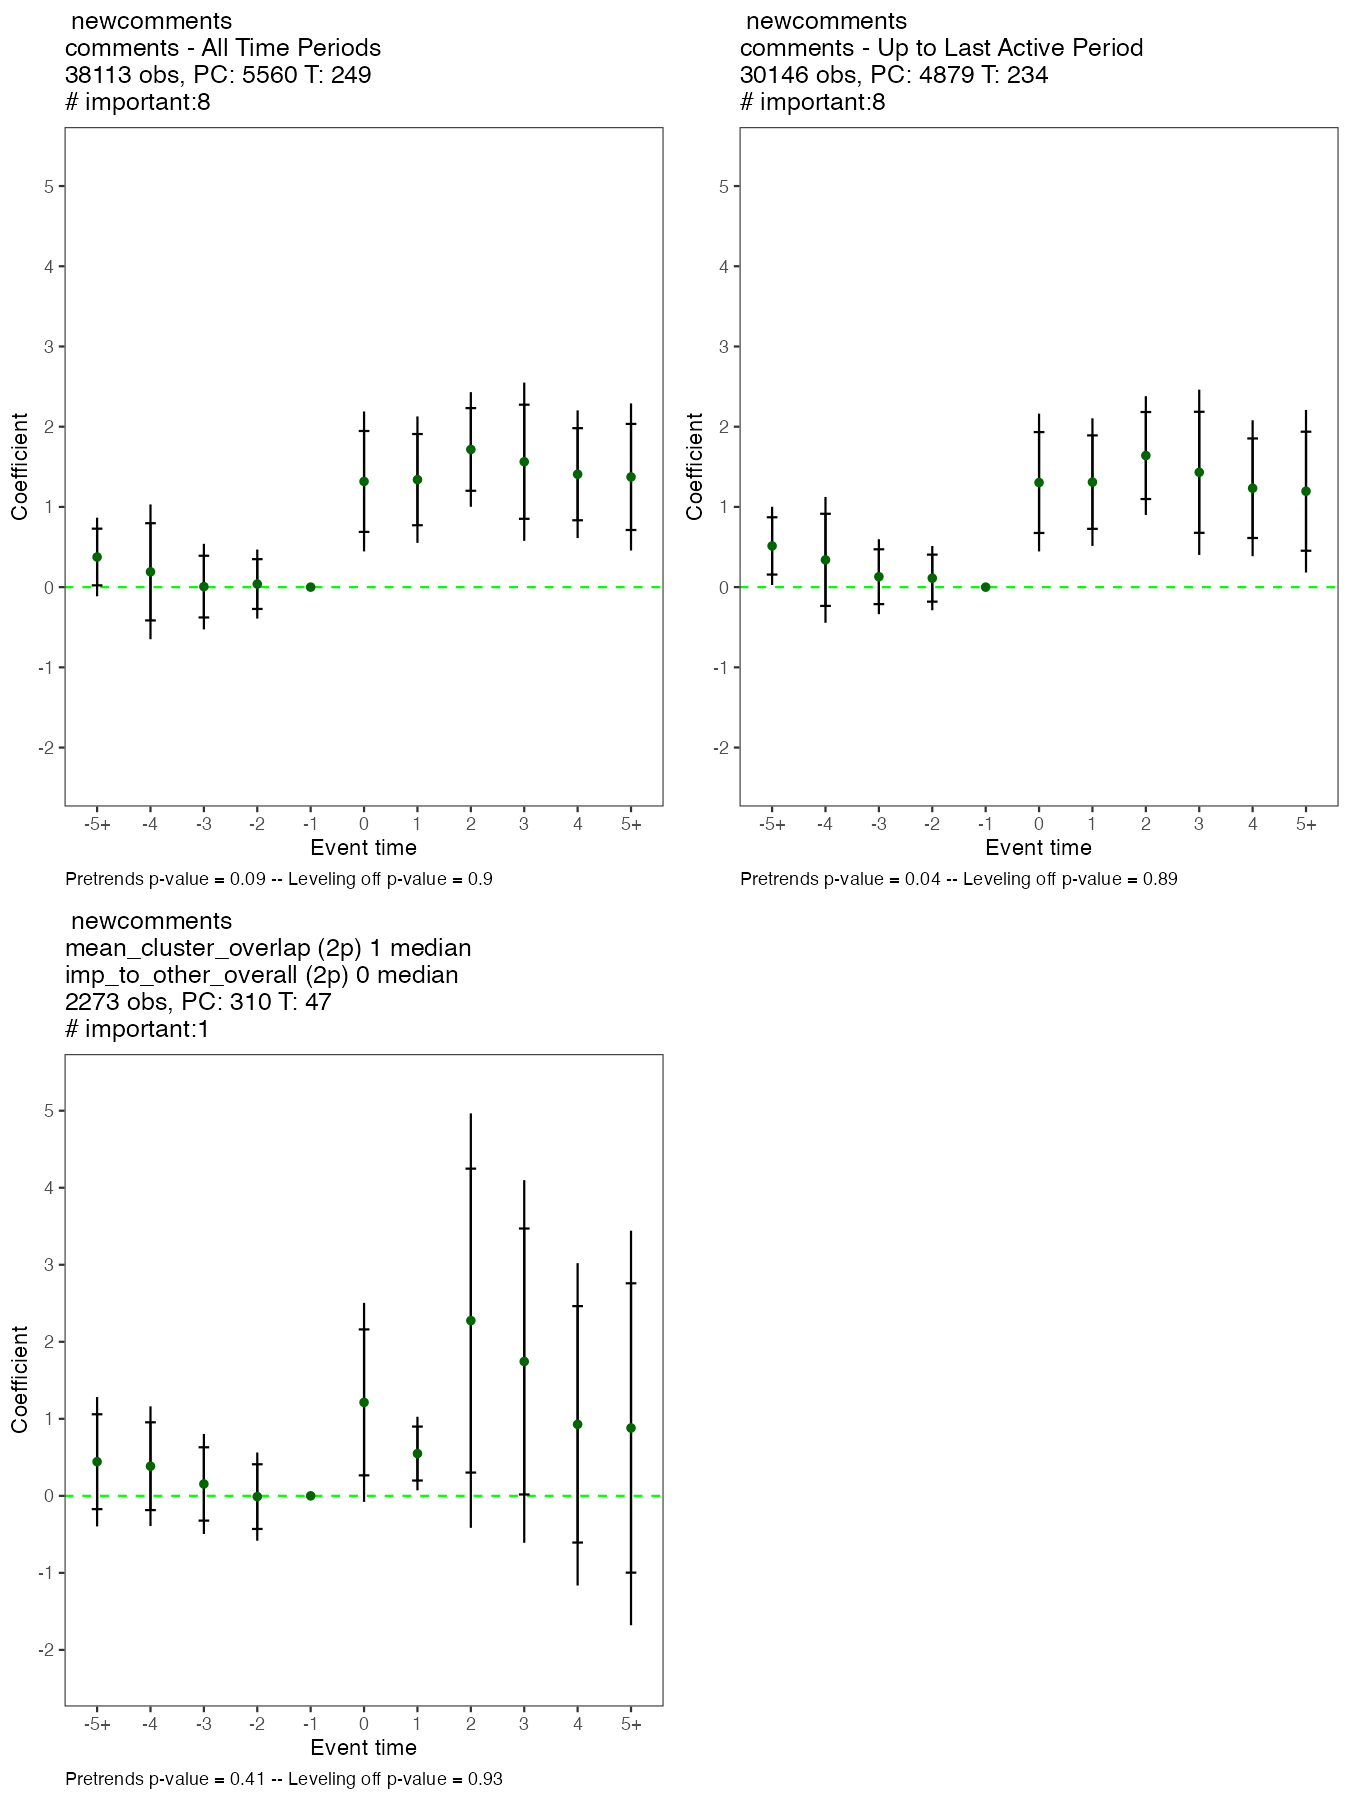 newcomments
comments - All Time Periods
38113 obs, PC: 5560 T: 249
# important:8
Coefficient
5
4
3
2
1
0
-1
-2
-5+ -4 -3 -2 -1 0 1 2 3 4 5+
Event time
Pretrends p-value = 0.09 -- Leveling off p-value = 0.9
newcomments
comments - Up to Last Active Period
30146 obs, PC: 4879 T: 234
# important:8
Coefficient
5
4
3
2
1
0
-1
-2
-5+ -4 -3 -2 -1 0 1 2 3 4 5+
Event time
Pretrends p-value = 0.04 -- Leveling off p-value = 0.89
newcomments
mean_cluster_overlap (2p) 1 median
imp_to_other_overall (2p) 0 median
2273 obs, PC: 310 T: 47
# important:1
Coefficient
5
4
3
2
1
0
-1
-2
-5+ -4 -3 -2 -1 0 1 2 3 4 5+
Event time
Pretrends p-value = 0.41 -- Leveling off p-value = 0.93